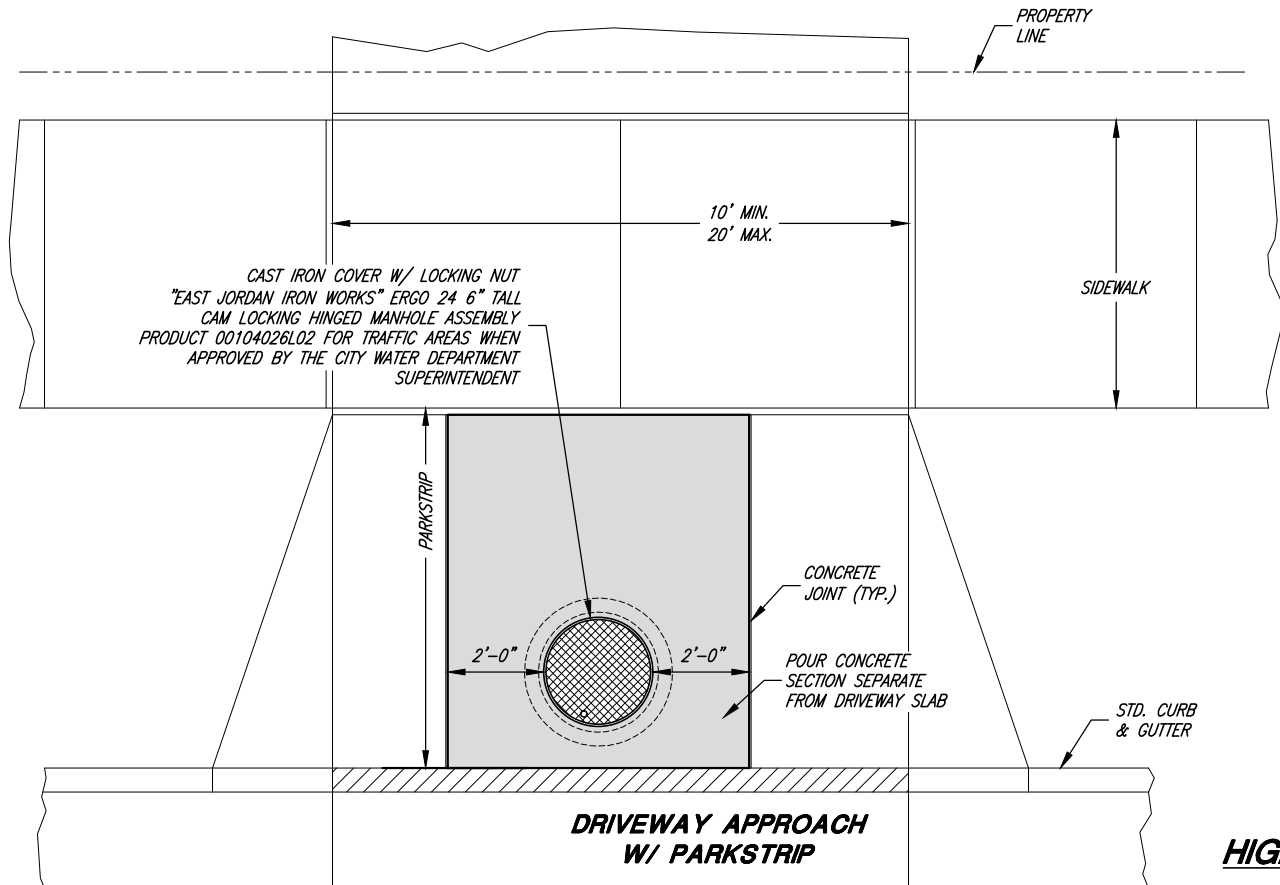 PROPERTY
LINE
10' MIN.
20' MAX.
CAST IRON COVER W/ LOCKING NUT
"EAST JORDAN IRON WORKS" ERGO 24 6" TALL
CAM LOCKING HINGED MANHOLE ASSEMBLY
PRODUCT 00104026L02 FOR TRAFFIC AREAS WHEN
APPROVED BY THE CITY WATER DEPARTMENT
SUPERINTENDENT
SIDEWALK
PARKSTRIP
CONCRETE
JOINT (TYP.)
2'-0"
2'-0"
POUR CONCRETE
SECTION SEPARATE
FROM DRIVEWAY SLAB
STD. CURB
& GUTTER
DRIVEWAY APPROACH
W/ PARKSTRIP